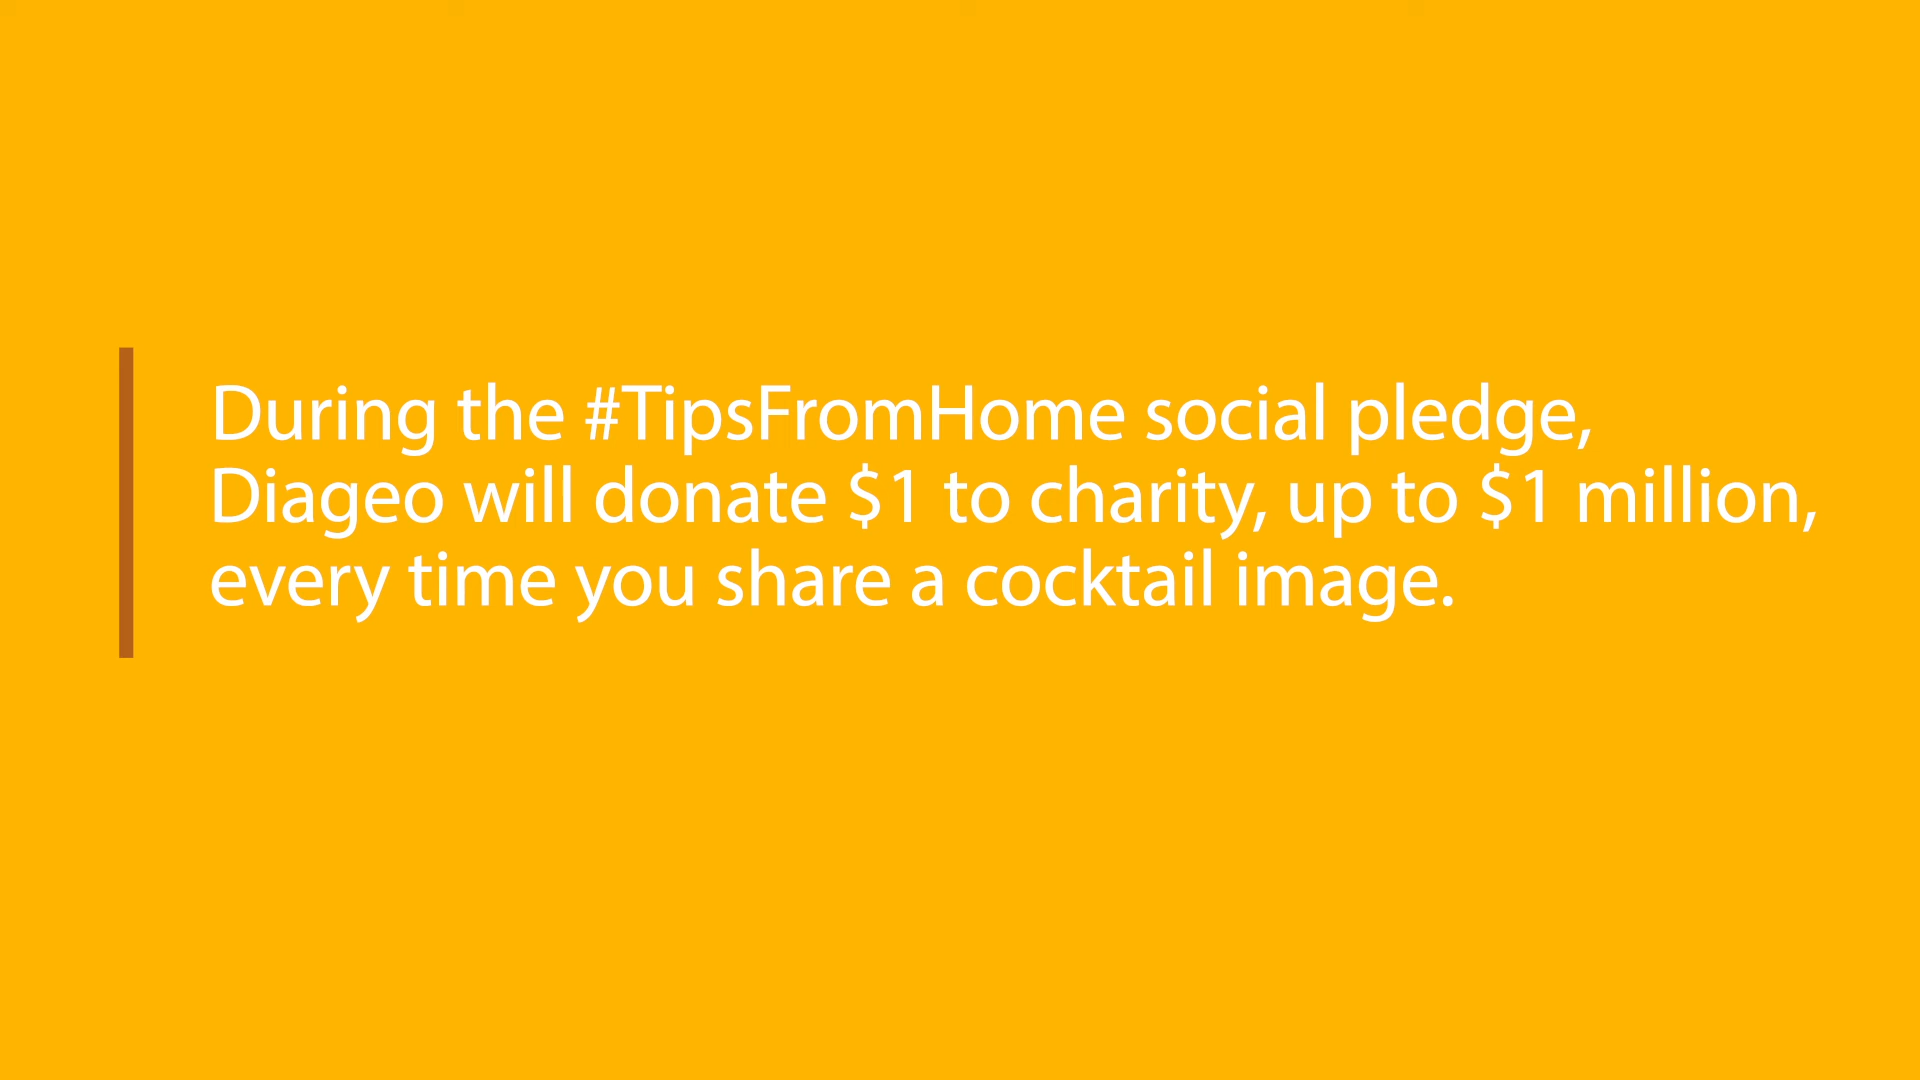 During the #TipsFromHome social pledge,
Diageo will donate $1 to charity, up to $1 million,
every time you share a cocktail image.